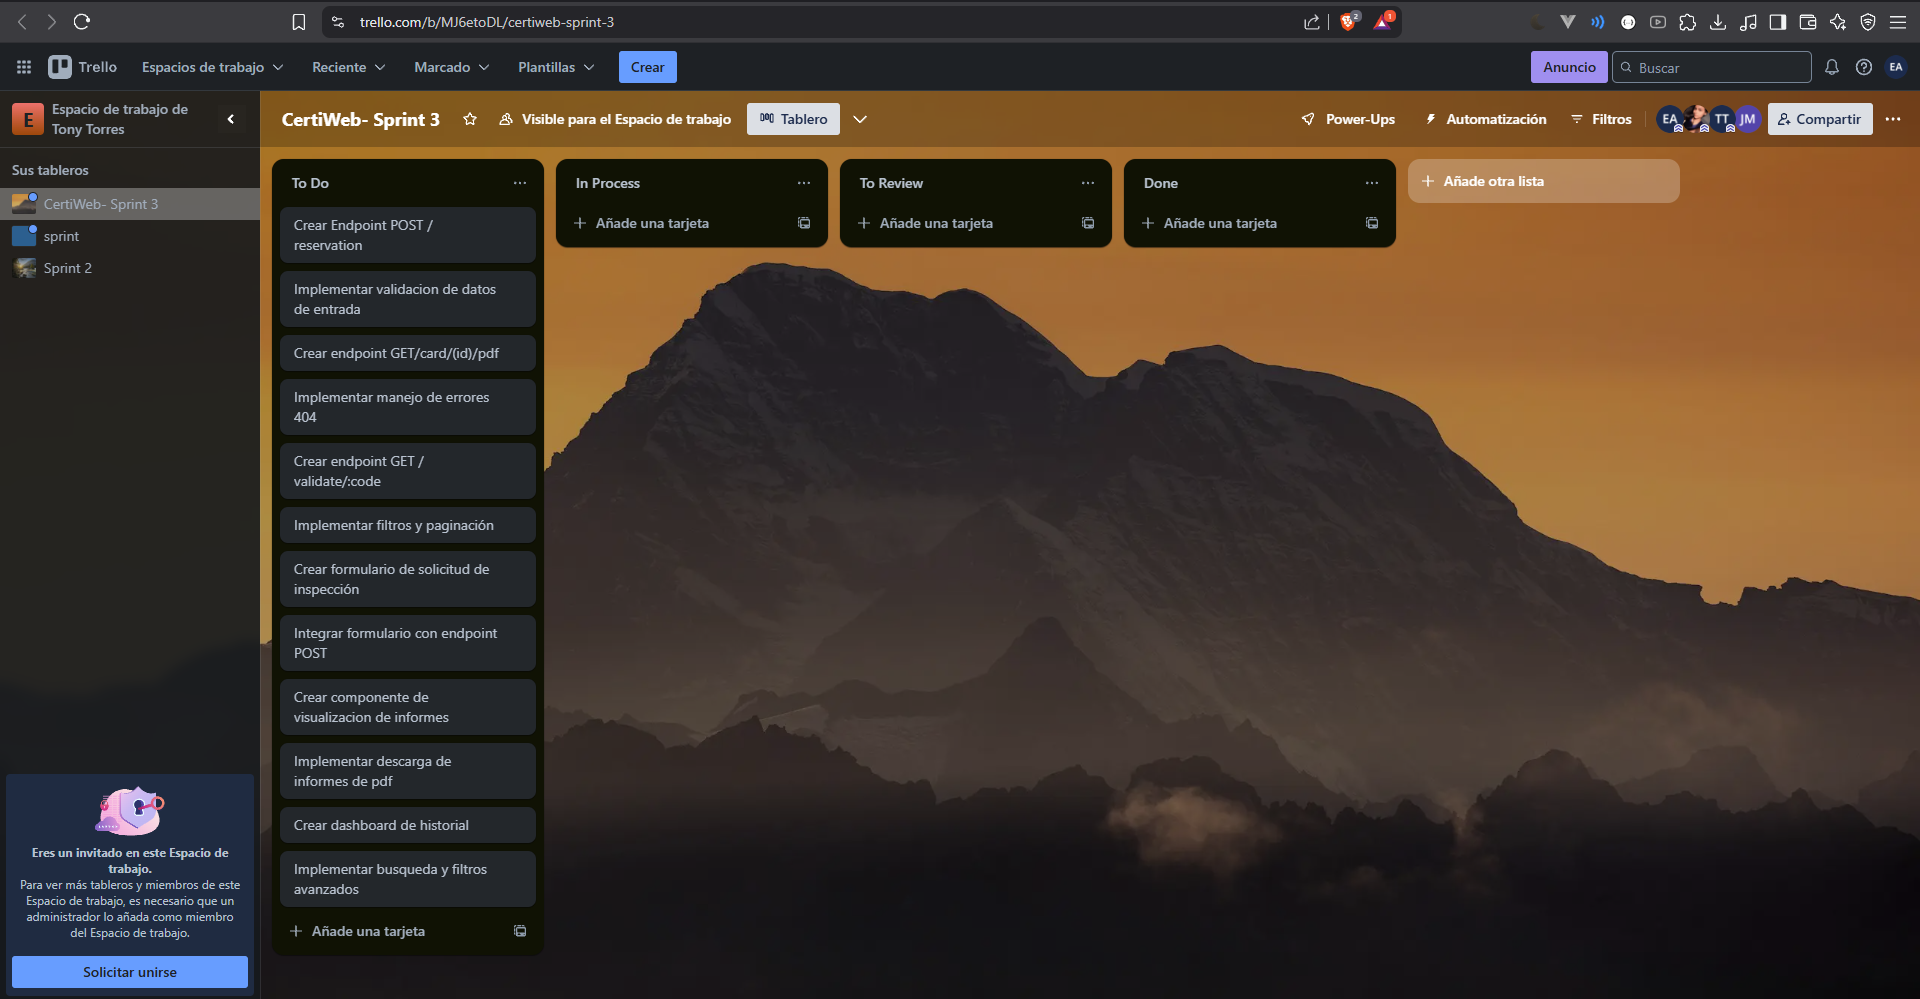 trello.com/b/MJ6etoDL/certiweb-sprint-3
2
1
Trello
Espacios de trabajo
Reciente
Marcado
Plantillas
Crear
Anuncio
Buscar
EA
E
Espacio de trabajo de
Tony Torres
CertiWeb- Sprint 3
Visible para el Espacio de trabajo
Tablero
Power-Ups
Automatización
Filtros
EA
TT
JM
Compartir
Sus tableros
CertiWeb- Sprint 3
sprint
Sprint 2
To Do
Crear Endpoint POST /
reservation
Implementar validacion de datos
de entrada
Crear endpoint GET/card/(id)/pdf
Implementar manejo de errores
404
Crear endpoint GET /
validate/:code
Implementar filtros y paginación
Crear formulario de solicitud de
inspección
Integrar formulario con endpoint
POST
Crear componente de
visualizacion de informes
Implementar descarga de
informes de pdf
Crear dashboard de historial
Implementar busqueda y filtros
avanzados
Añade una tarjeta
In Process
Añade una tarjeta
To Review
Añade una tarjeta
Done
Añade una tarjeta
Añade otra lista
Eres un invitado en este Espacio de
trabajo.
Para ver más tableros y miembros de este
Espacio de trabajo, es necesario que un
administrador lo añada como miembro
del Espacio de trabajo.
Solicitar unirse